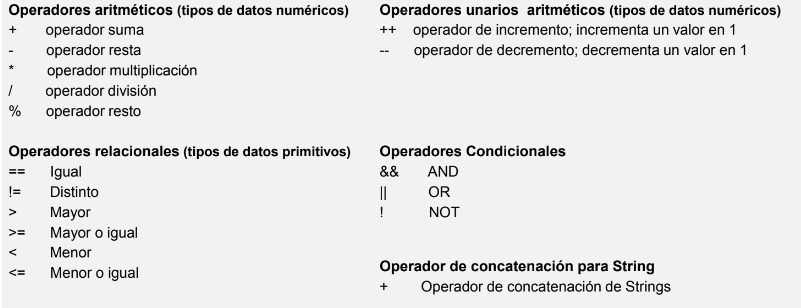 Operadores aritméticos (tipos de datos numéricos)
+ operador suma
- operador resta
* operador multiplicación
/ operador división
% operador resto
Operadores unarios aritméticos (tipos de datos numéricos)
++ operador de incremento; incrementa un valor en 1
-- operador de decremento; decrementa un valor en 1
Operadores relacionales (tipos de datos primitivos)
== Igual
!= Distinto
> Mayor
>= Mayor o igual
< Menor
<= Menor o igual
Operadores Condicionales
&& AND
|| OR
! NOT
Operador de concatenación para String
+ Operador de concatenación de Strings